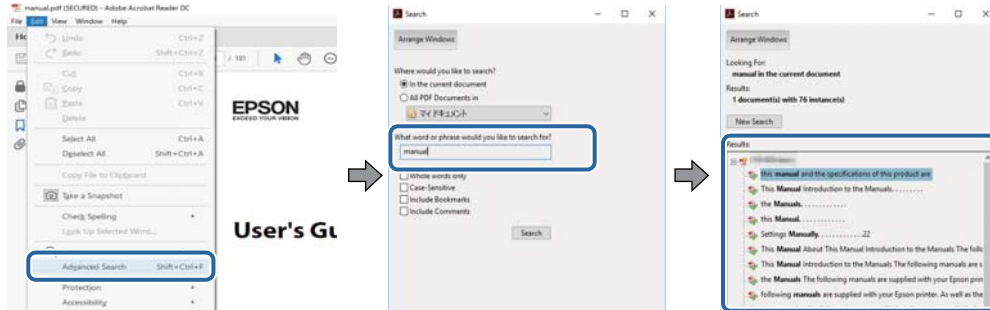 manual.pdf (SECURED) - Adobe Acrobat Reader DC
File Edit View Window Help
Undo Ctrl+Z
Redo Shift+Ctrl+Z
Cut Ctrl+X
Copy Ctrl+C
Paste Ctrl+V
Delete
Select All Ctrl+A
Deselect All Shift+Ctrl+A
Copy File to Clipboard
Take a Snapshot
Check Spelling
Look Up Selected Word...
Advanced Search Shift+Ctrl+F
Protection
Accessibility
/ 191
EPSON
EXCEED YOUR VISION
User's Gu
Search
Arrange Windows
Where would you like to search?
In the current document
All PDF Documents in
マイ ドキュメント
What word or phrase would you like to search for?
manual
Whole words only
Case-Sensitive
Include Bookmarks
Include Comments
Search
Search
Arrange Windows
Looking For:
manual in the current document
Results:
1 document(s) with 76 instance(s)
New Search
Results:
this manual and the specifications of this product are
This Manual Introduction to the Manuals.........
the Manuals.............
this Manual.............
Settings Manually.............22
This Manual About This Manual Introduction to the Manuals The follo
This Manual Introduction to the Manuals The following manuals are s
the Manuals The following manuals are supplied with your Epson prin
following manuals are supplied with your Epson printer. As well as the